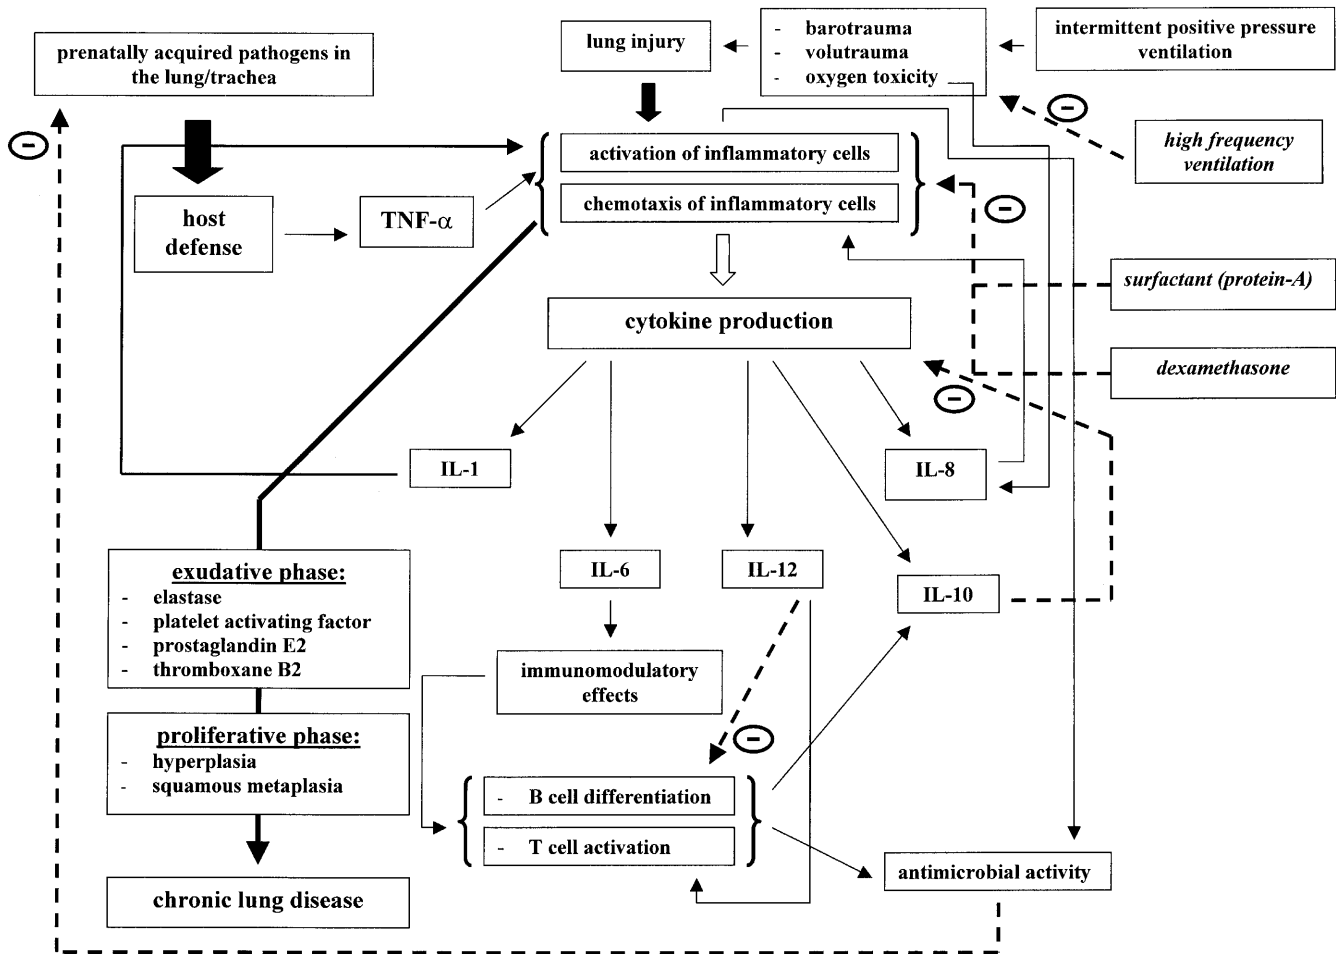 prenatally acquired pathogens in
the lung/trachea
lung injury
- barotrauma
- volutrauma
- oxygen toxicity
intermittent positive pressure
ventilation
high frequency
ventilation
activation of inflammatory cells
chemotaxis of inflammatory cells
host
defense
TNF-α
surfactant (protein-A)
cytokine production
dexamethasone
IL-1
IL-8
IL-6
IL-12
IL-10
exudative phase:
- elastase
- platelet activating factor
- prostaglandin E2
- thromboxane B2
immunomodulatory
effects
proliferative phase:
- hyperplasia
- squamous metaplasia
- B cell differentiation
- T cell activation
antimicrobial activity
chronic lung disease